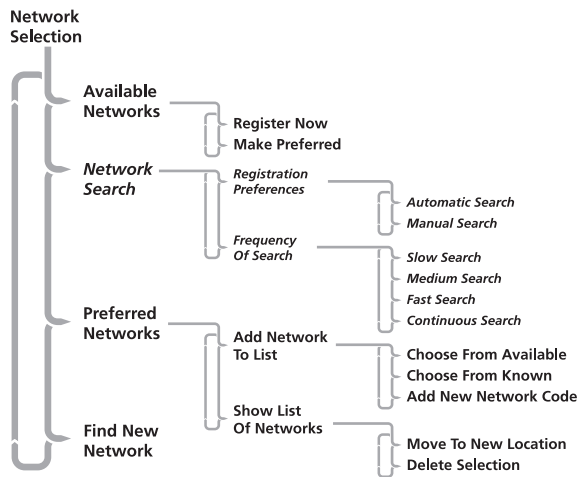 Network
Selection
Available
Networks
Register Now
Make Preferred
Network
Search
Registration
Preferences
Automatic Search
Manual Search
Frequency
Of Search
Slow Search
Medium Search
Fast Search
Continuous Search
Preferred
Networks
Add Network
To List
Choose From Available
Choose From Known
Add New Network Code
Show List
Of Networks
Move To New Location
Delete Selection
Find New
Network